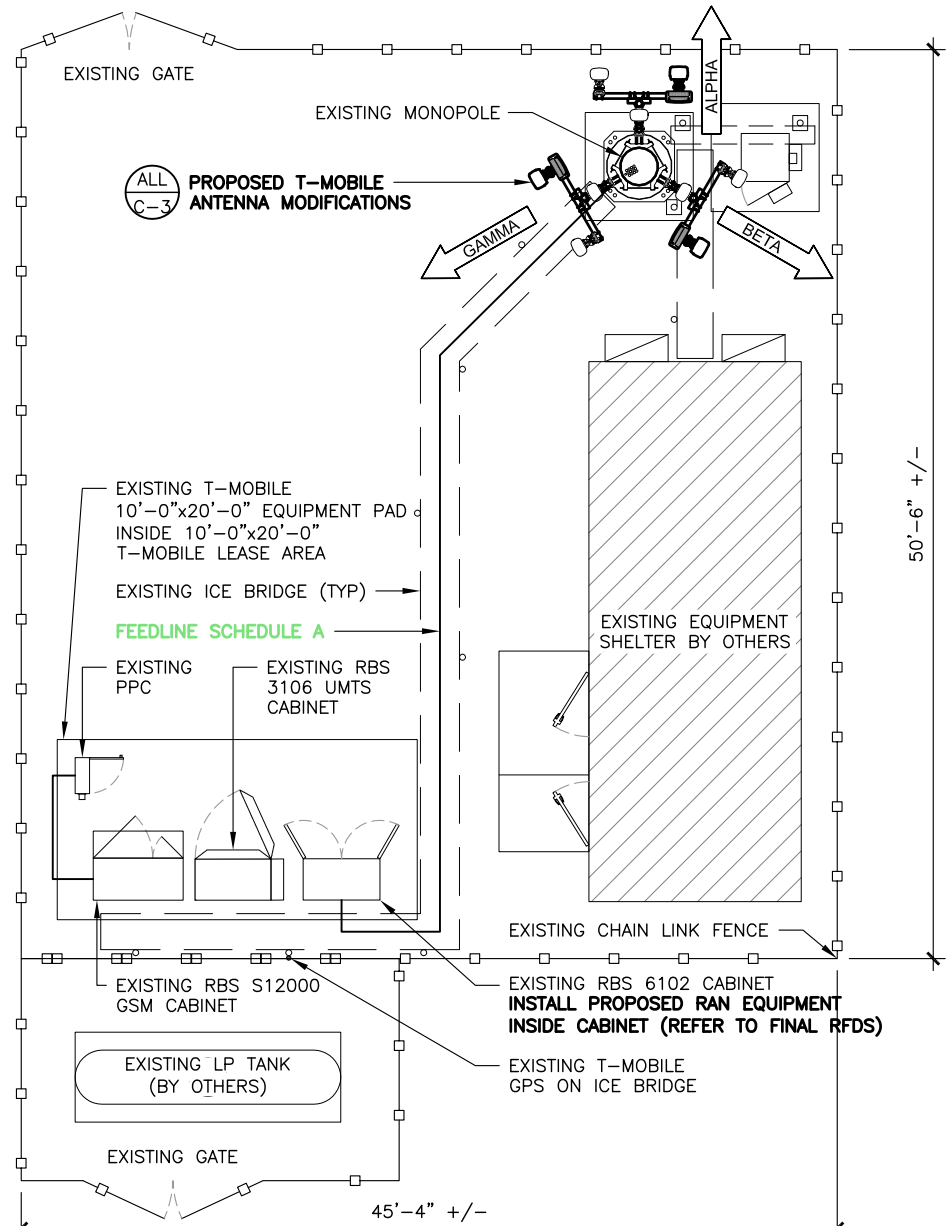 EXISTING GATE
ALPHA
EXISTING MONOPOLE
ALL
C-3
PROPOSED T-MOBILE
ANTENNA MODIFICATIONS
GAMMA
BETA
50'-6" +/-
EXISTING T-MOBILE
10'-0"x20'-0" EQUIPMENT PAD
INSIDE 10'-0"x20'-0"
T-MOBILE LEASE AREA
EXISTING ICE BRIDGE (TYP)
FEEDLINE SCHEDULE A
EXISTING EQUIPMENT
SHELTER BY OTHERS
EXISTING
PPC
EXISTING RBS
3106 UMTS
CABINET
EXISTING CHAIN LINK FENCE
EXISTING RBS S12000
GSM CABINET
EXISTING RBS 6102 CABINET
INSTALL PROPOSED RAN EQUIPMENT
INSIDE CABINET (REFER TO FINAL RFDS)
EXISTING LP TANK
(BY OTHERS)
EXISTING T-MOBILE
GPS ON ICE BRIDGE
EXISTING GATE
45'-4" +/-